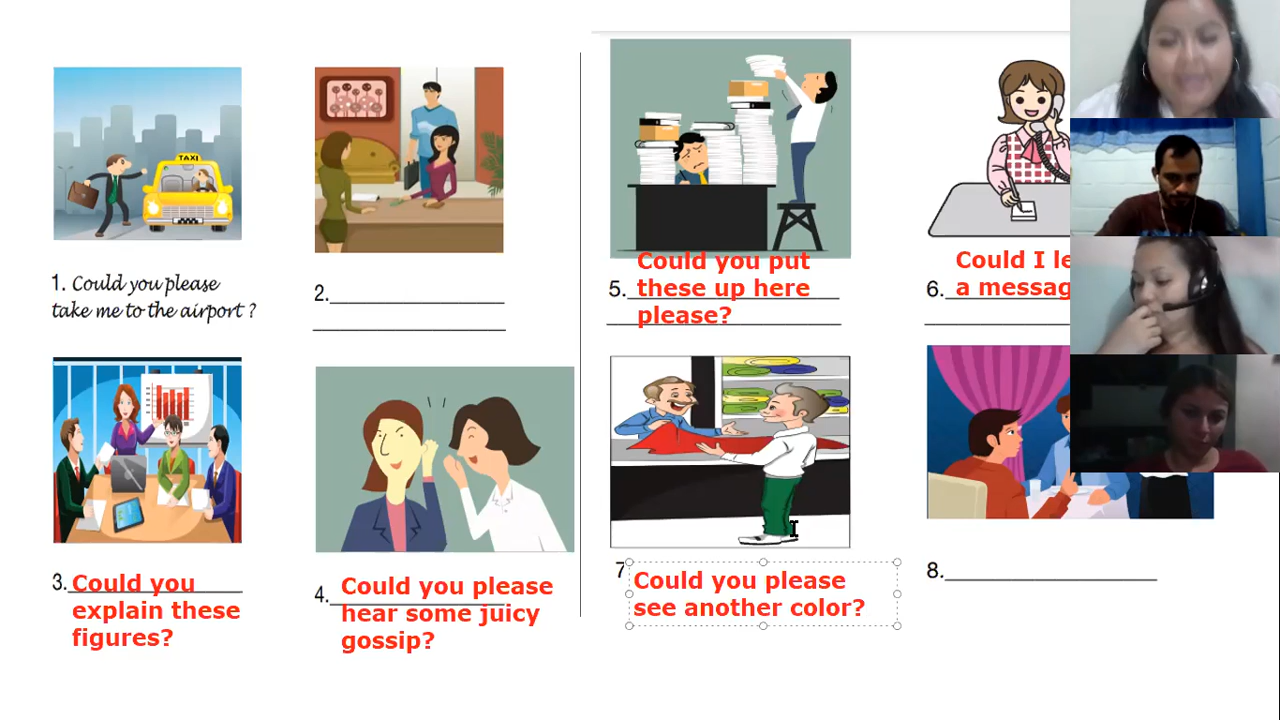 TAXI
1. Could you please
take me to the airport ?
2.
3. Could you
explain these
figures?
4. Could you please
hear some juicy
gossip?
5. Could you put
these up here
please?
6. Could I
a
7 Could you please
see another color?
8.